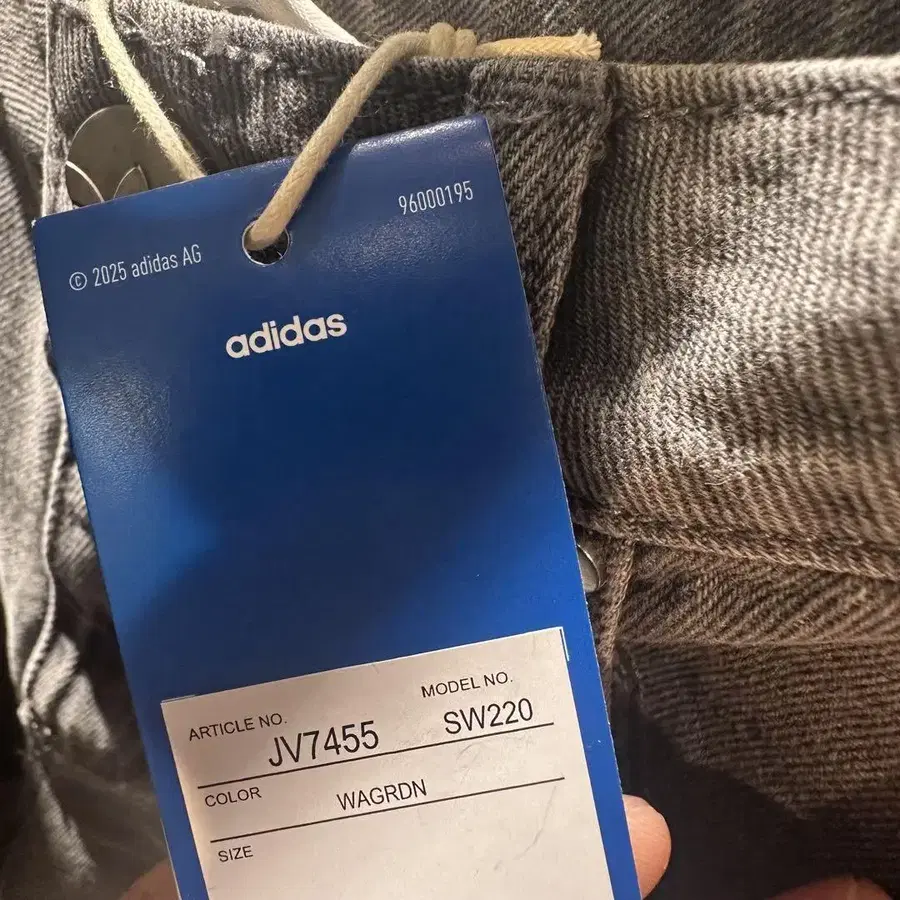 96000195
© 2025 adidas AG
adidas
ARTICLE NO. MODEL NO.
JV7455 SW220
COLOR WAGRDN
SIZE